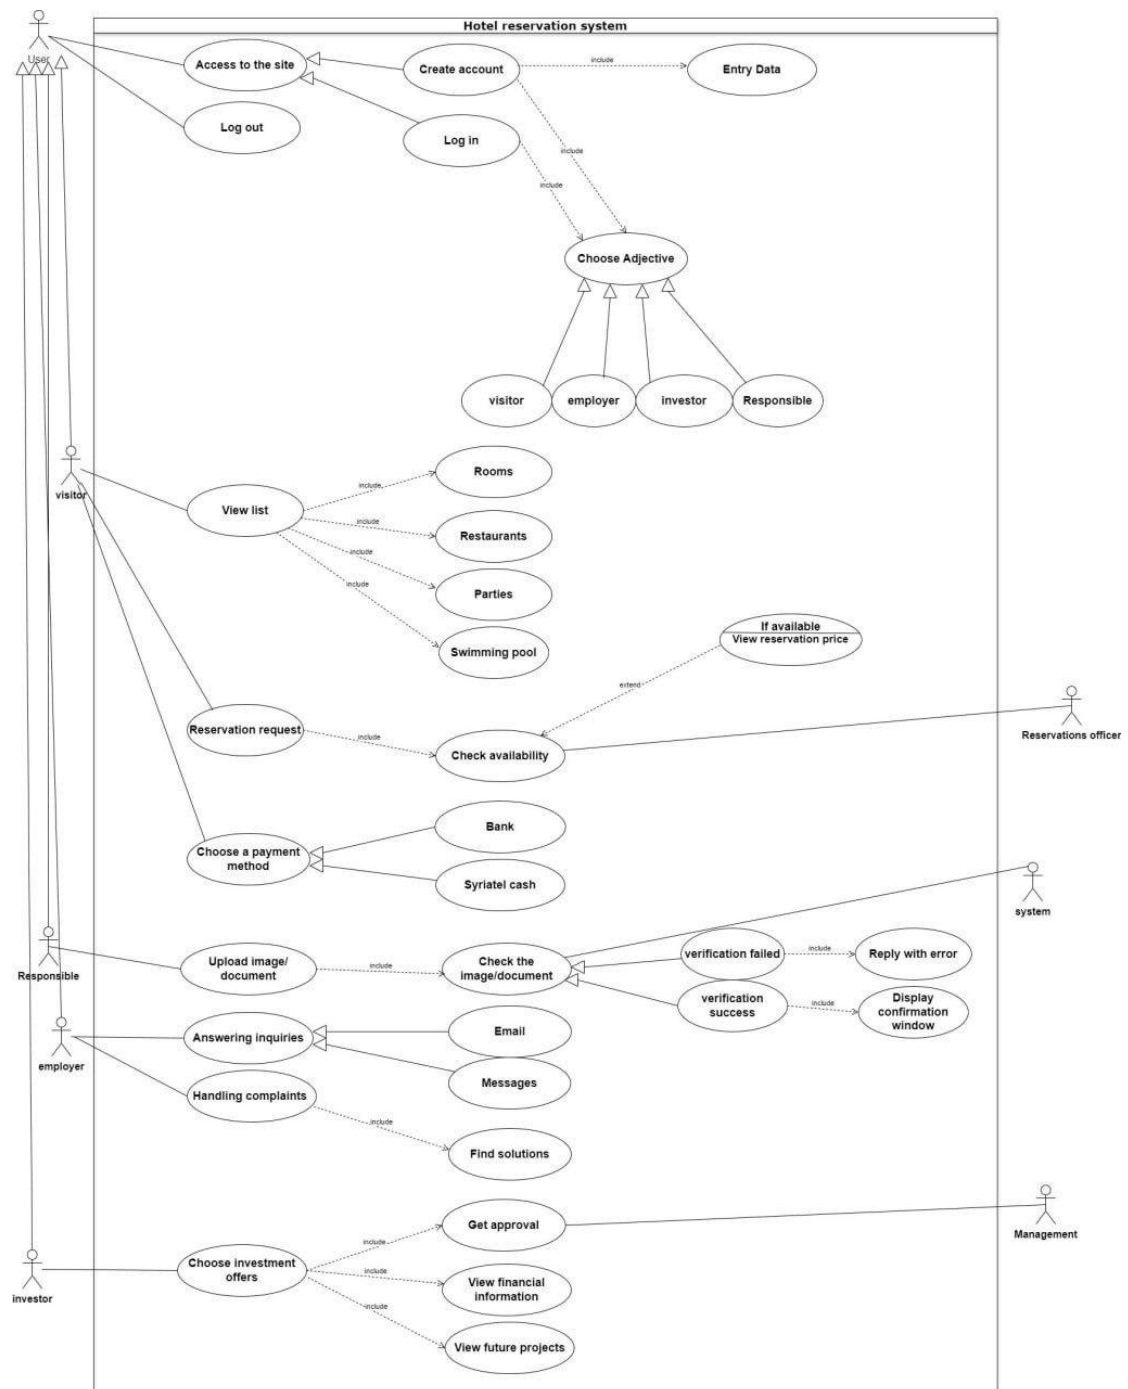 Hotel reservation system
User
Access to the site
Create account
include
Entry Data
Log out
Log in
include
include
Choose Adjective
visitor
employer
investor
Responsible
visitor
View list
include
Rooms
include
Restaurants
include
Parties
include
Swimming pool
If available
View reservation price
extend
Reservation request
include
Check availability
Reservations officer
Choose a payment
method
Bank
Syriatel cash
system
Responsible
Upload image/
document
include
Check the
image/document
verification failed
include
Reply with error
verification
success
include
Display
confirmation
window
employer
Answering inquiries
Email
Messages
Handling complaints
include
Find solutions
investor
Choose investment
offers
include
Get approval
Management
include
View financial
information
include
View future projects